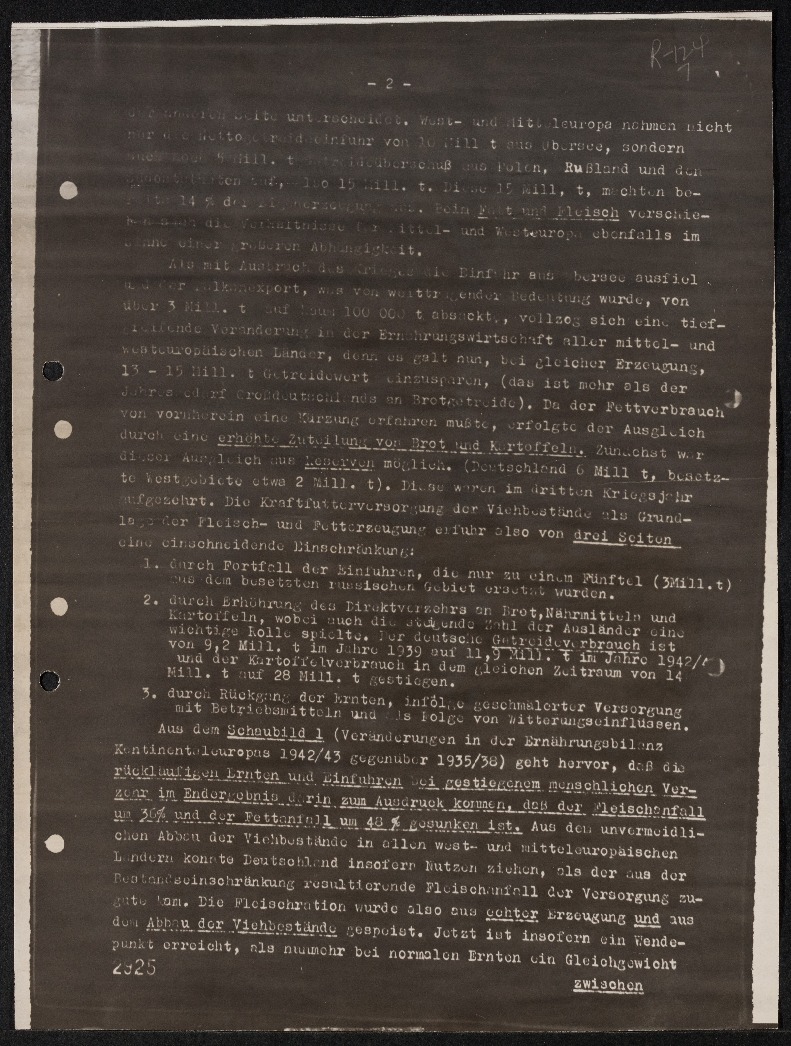 R-124
7
- 2 -
anderen Seite unterscheidet. West- und Mitteleuropa nahmen nicht
nur die Netto Getreideeinfuhr von 10 Mill t aus Übersee, sondern
auch noch 5 Mill. t Getreideüberschuß aus Polen, Rußland und den
auf, also 15 Mill. t. Diese 15 Mill, t, machten be-
14 % der Eigenerzeugung aus. Beim Fett und Fleisch verschie-
ben auch die Verhältnisse für Mittel- und Westeuropa ebenfalls im
Sinne einer größeren Abhängigkeit.
Als mit Ausbruch des Krieges die Einfuhr aus Übersee ausfiel
und der Balkanexport, was von weittragender Bedeutung wurde, von
über 3 Mill. t auf kaum 100 000 t absackte, vollzog sich eine tief-
greifende Veränderung in der Ernährungswirtschaft aller mittel- und
westeuropäischen Länder, denn es galt nun, bei gleicher Erzeugung,
13 - 15 Mill. t Getreidewert einzusparen, (das ist mehr als der
Jahresbedarf Großdeutschlands an Brotgetreide). Da der Fettverbrauch
von vornherein eine Kürzung erfahren mußte, erfolgte der Ausgleich
durch eine erhöhte Zuteilung von Brot und Kartoffeln. Zunächst war
dieser Ausgleich aus Reserven möglich. (Deutschland 6 Mill t, besetz-
te Westgebiete etwa 2 Mill. t). Diese waren im dritten Kriegsjahr
aufgezehrt. Die Kraftfutterversorgung der Viehbestände als Grund-
lage der Fleisch- und Fetterzeugung erfuhr also von drei Seiten
eine einschneidende Einschränkung:
1. durch Fortfall der Einfuhren, die nur zu einem Fünftel (3Mill.t)
aus dem besetzten russischen Gebiet ersetzt wurden.
2. durch Erhöhrung des Direktverzehrs an Brot,Nährmitteln und
Kartoffeln, wobei auch die steigende Zahl der Ausländer eine
wichtige Rolle spielte. Der deutsche Getreideverbrauch ist
von 9,2 Mill. t im Jahre 1939 auf 11,9 Mill. t im Jahre 1942/
und der Kartoffelverbrauch in dem gleichen Zeitraum von 14
Mill. t auf 28 Mill. t gestiegen.
3. durch Rückgang der Ernten, infolge geschmälerter Versorgung
mit Betriebsmitteln und als Folge von Witterungseinflüssen.
Aus dem Schaubild 1 (Veränderungen in der Ernährungsbilanz
Kontinentaleuropas 1942/43 gegenüber 1935/38) geht hervor, daß die
rückläufigen Ernten und Einfuhren bei gestiegenem menschlichen Ver-
zehr im Endergebnis darin zum Ausdruck kommen, daß der Fleischanfall
um 36% und der Fettanfall um 48 % gesunken ist. Aus dem unvermeidli-
chen Abbau der Viehbestände in allen west- und mitteleuropäischen
Ländern konnte Deutschland insofern Nutzen ziehen, als der aus der
Bestandseinschränkung resultierende Fleischanfall der Versorgung zu-
gute kam. Die Fleischration wurde also aus echter Erzeugung und aus
dem Abbau der Viehbestände gespeist. Jetzt ist insofern ein Wende-
punkt erreicht, als nunmehr bei normalen Ernten ein Gleichgewicht
zwischen
2925